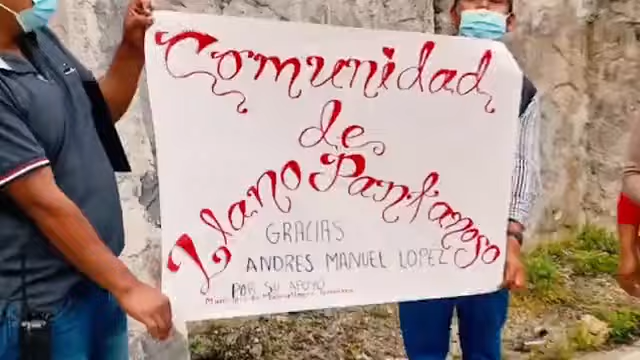 Comunidad
de
Llano Pantanoso
GRACIAS
ANDRES MANUEL LOPEZ
POR SU APOYO